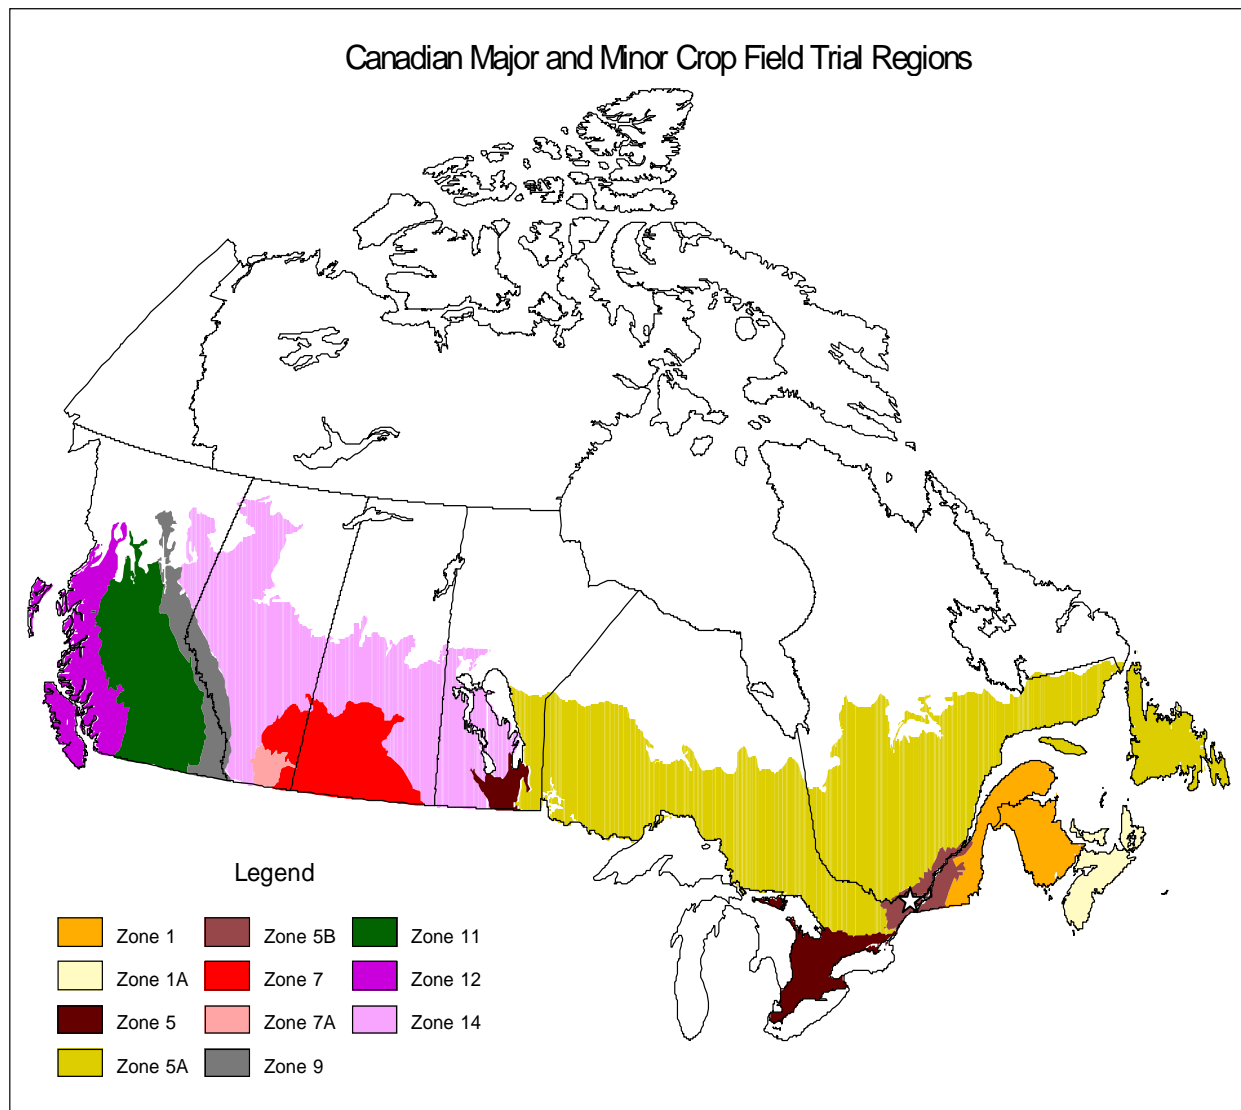 Canadian Major and Minor Crop Field Trial Regions
Legend
Zone 1
Zone 1A
Zone 5
Zone 5A
Zone 5B
Zone 7
Zone 7A
Zone 9
Zone 11
Zone 12
Zone 14